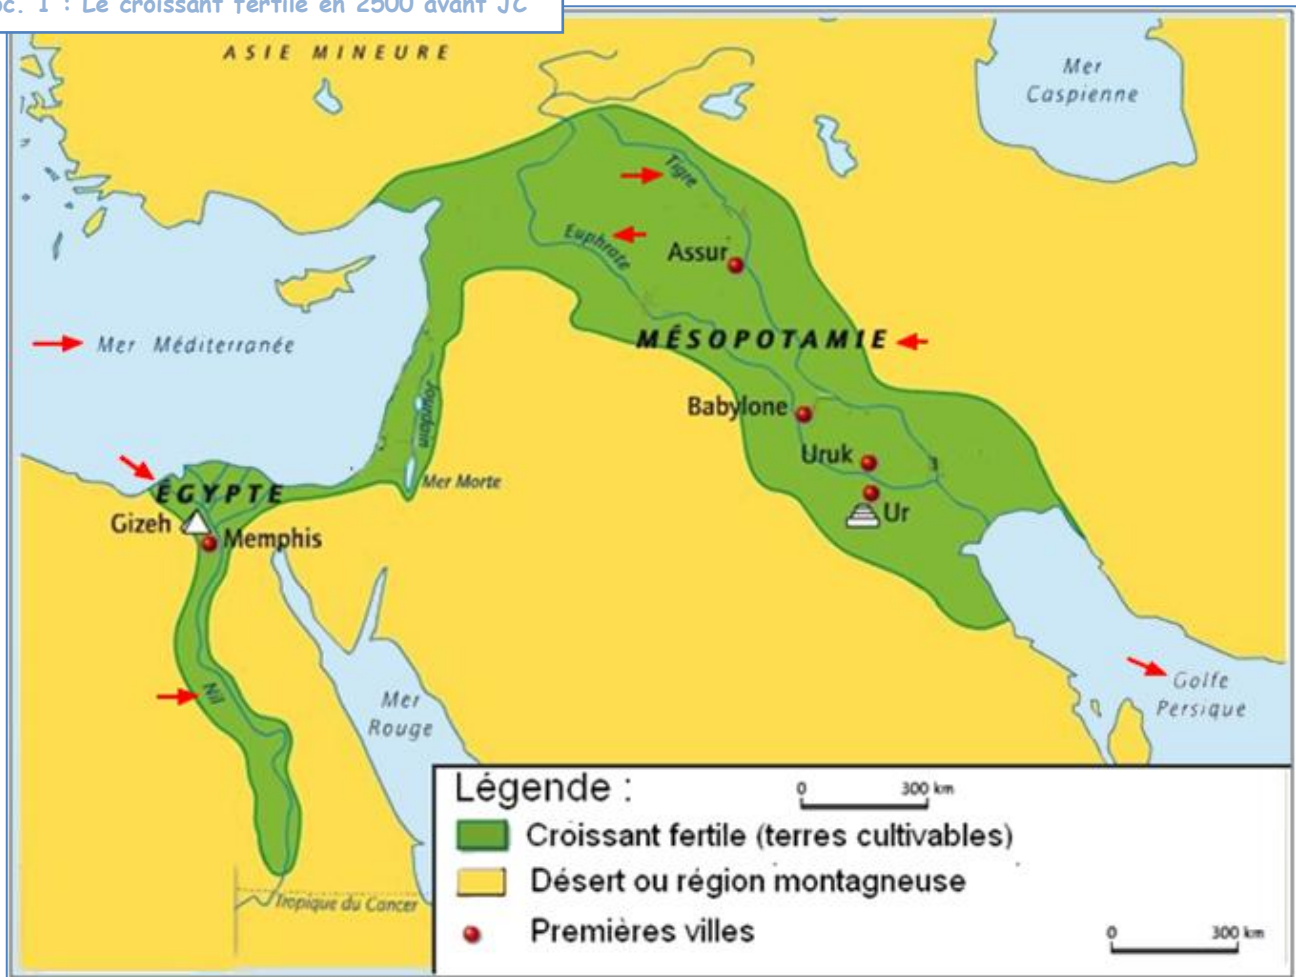 oc. 1 : Le croissant fertile en 2500 avant JC
ASIE MINEURE
Mer
Caspienne
Tigre
Euphrate
Assur
Mer Méditerranée
MÉSOPOTAMIE
Jourdain
Babylone
Uruk
Mer Morte
ÉGYPTE
Gizeh
Ur
Memphis
Nil
Mer
Rouge
Golfe
Persique
Légende :
0 300 km
Croissant fertile (terres cultivables)
Désert ou région montagneuse
Tropique du Cancer
Premières villes
0 300 km